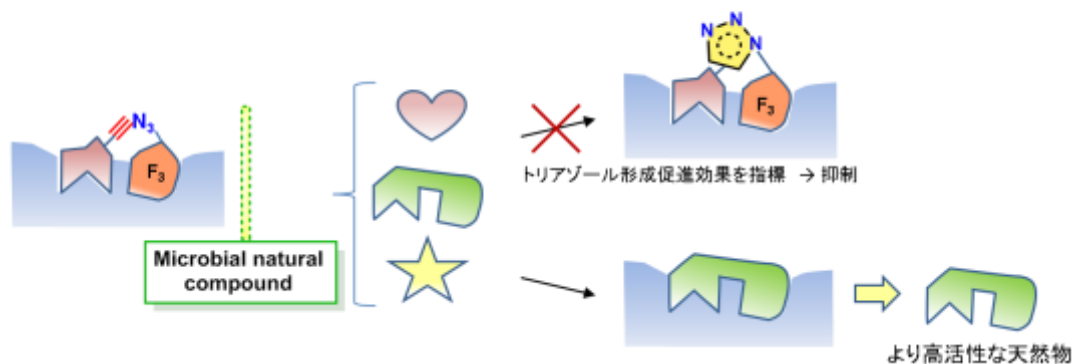 N N N
F₃
N₃
F₃
トリアゾール形成促進効果を指標 → 抑制
Microbial natural
compound
より高活性な天然物